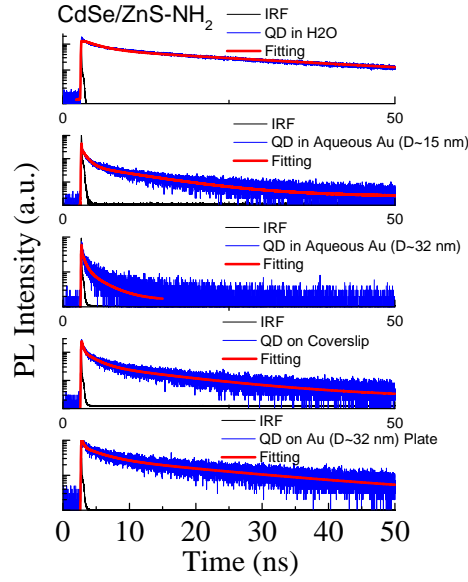 CdSe/ZnS-NH2
IRF
QD in H2O
Fitting
0 50
IRF
QD in Aqueous Au (D~15 nm)
Fitting
0 50
IRF
QD in Aqueous Au (D~32 nm)
Fitting
0 50
IRF
QD on Coverslip
Fitting
0 50
IRF
QD on Au (D~32 nm) Plate
Fitting
0 10 20 30 40 50
Time (ns)
PL Intensity (a.u.)